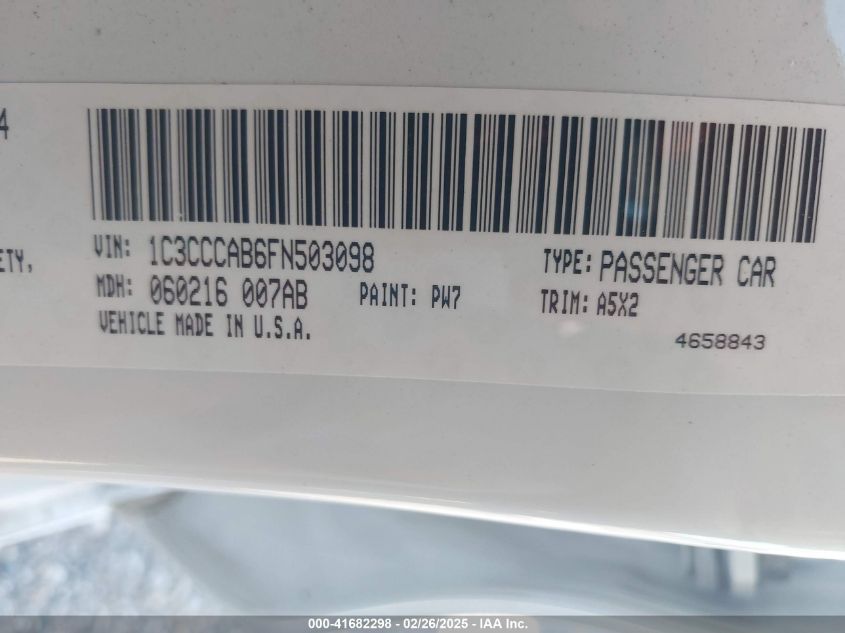 4
ETY,
VIN: 1C3CCCAB6FN503098 TYPE: PASSENGER CAR
MDH: 060216 007AB PAINT: PW7 TRIM: A5X2
VEHICLE MADE IN U.S.A. 4658843
000-41682298 - 02/26/2025 - IAA Inc.